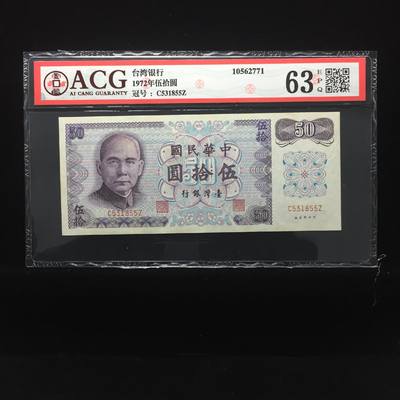 ACG
AI CANG GUARANTY
台湾银行
1972年伍拾圆
冠号：C531855Z
10562771
63
EPQ
50
伍拾
50
中華民國
伍拾圓
臺灣銀行
C531855Z
伍拾
50
C531855Z